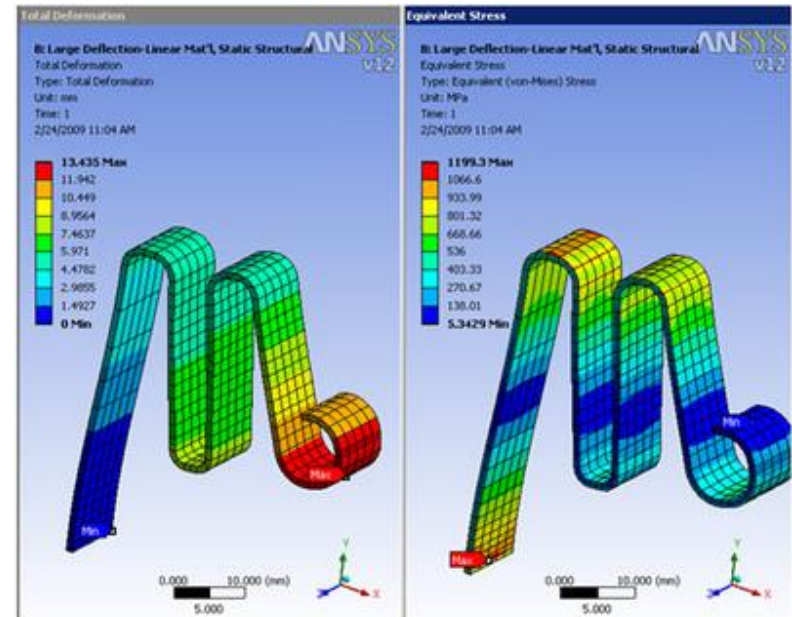 Total Deformation
B: Large Deflection-Linear Mat'l, Static Structural
ANSYS
v12
Total Deformation
Type: Total Deformation
Unit: mm
Time: 1
2/24/2009 11:04 AM
13.435 Max
11.942
10.449
8.9564
7.4637
5.971
4.4782
2.9855
1.4927
0 Min
Min
Max
0.000 10.000 (mm)
5.000
Y
Z X
Equivalent Stress
B: Large Deflection-Linear Mat'l, Static Structural
ANSYS
v12
Equivalent Stress
Type: Equivalent (von-Mises) Stress
Unit: MPa
Time: 1
2/24/2009 11:04 AM
1199.3 Max
1066.6
933.99
801.32
668.66
536
403.33
270.67
138.01
5.3429 Min
Min
Max
0.000 10.000 (mm)
5.000
Y
Z X